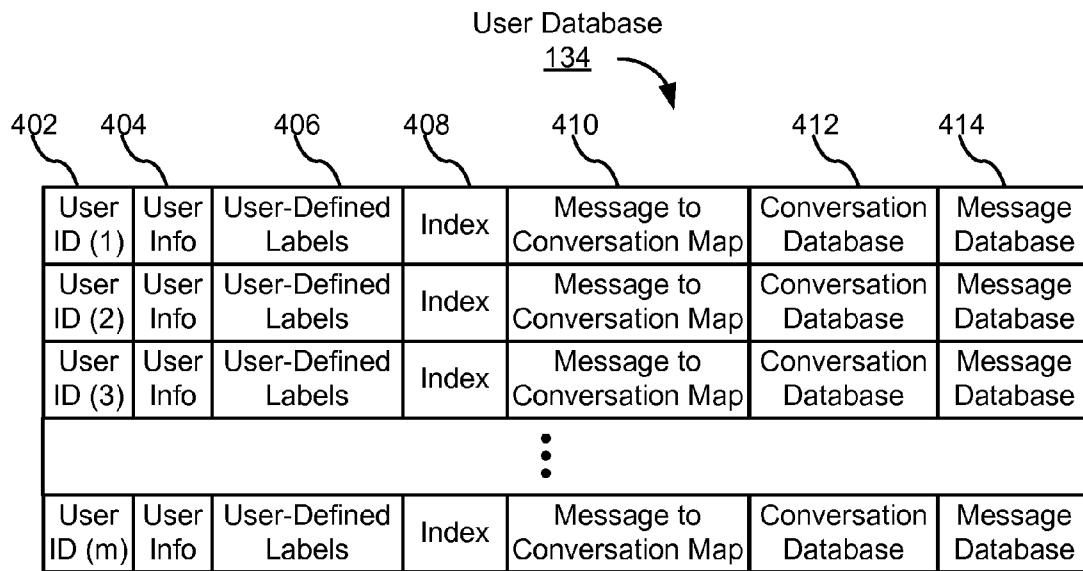 User Database
134
402 404 406 408 410 412 414
User ID (1) User Info User-Defined Labels Index Message to Conversation Map Conversation Database Message Database
User ID (2) User Info User-Defined Labels Index Message to Conversation Map Conversation Database Message Database
User ID (3) User Info User-Defined Labels Index Message to Conversation Map Conversation Database Message Database
User ID (m) User Info User-Defined Labels Index Message to Conversation Map Conversation Database Message Database